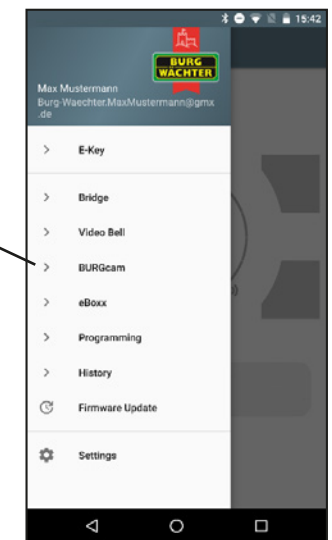 15:42
BURG
WÄCHTER
Max Mustermann
Burg-Waechter.MaxMustermann@gmx
.de
E-Key
Bridge
Video Bell
BURGcam
eBoxx
Programming
History
Firmware Update
Settings